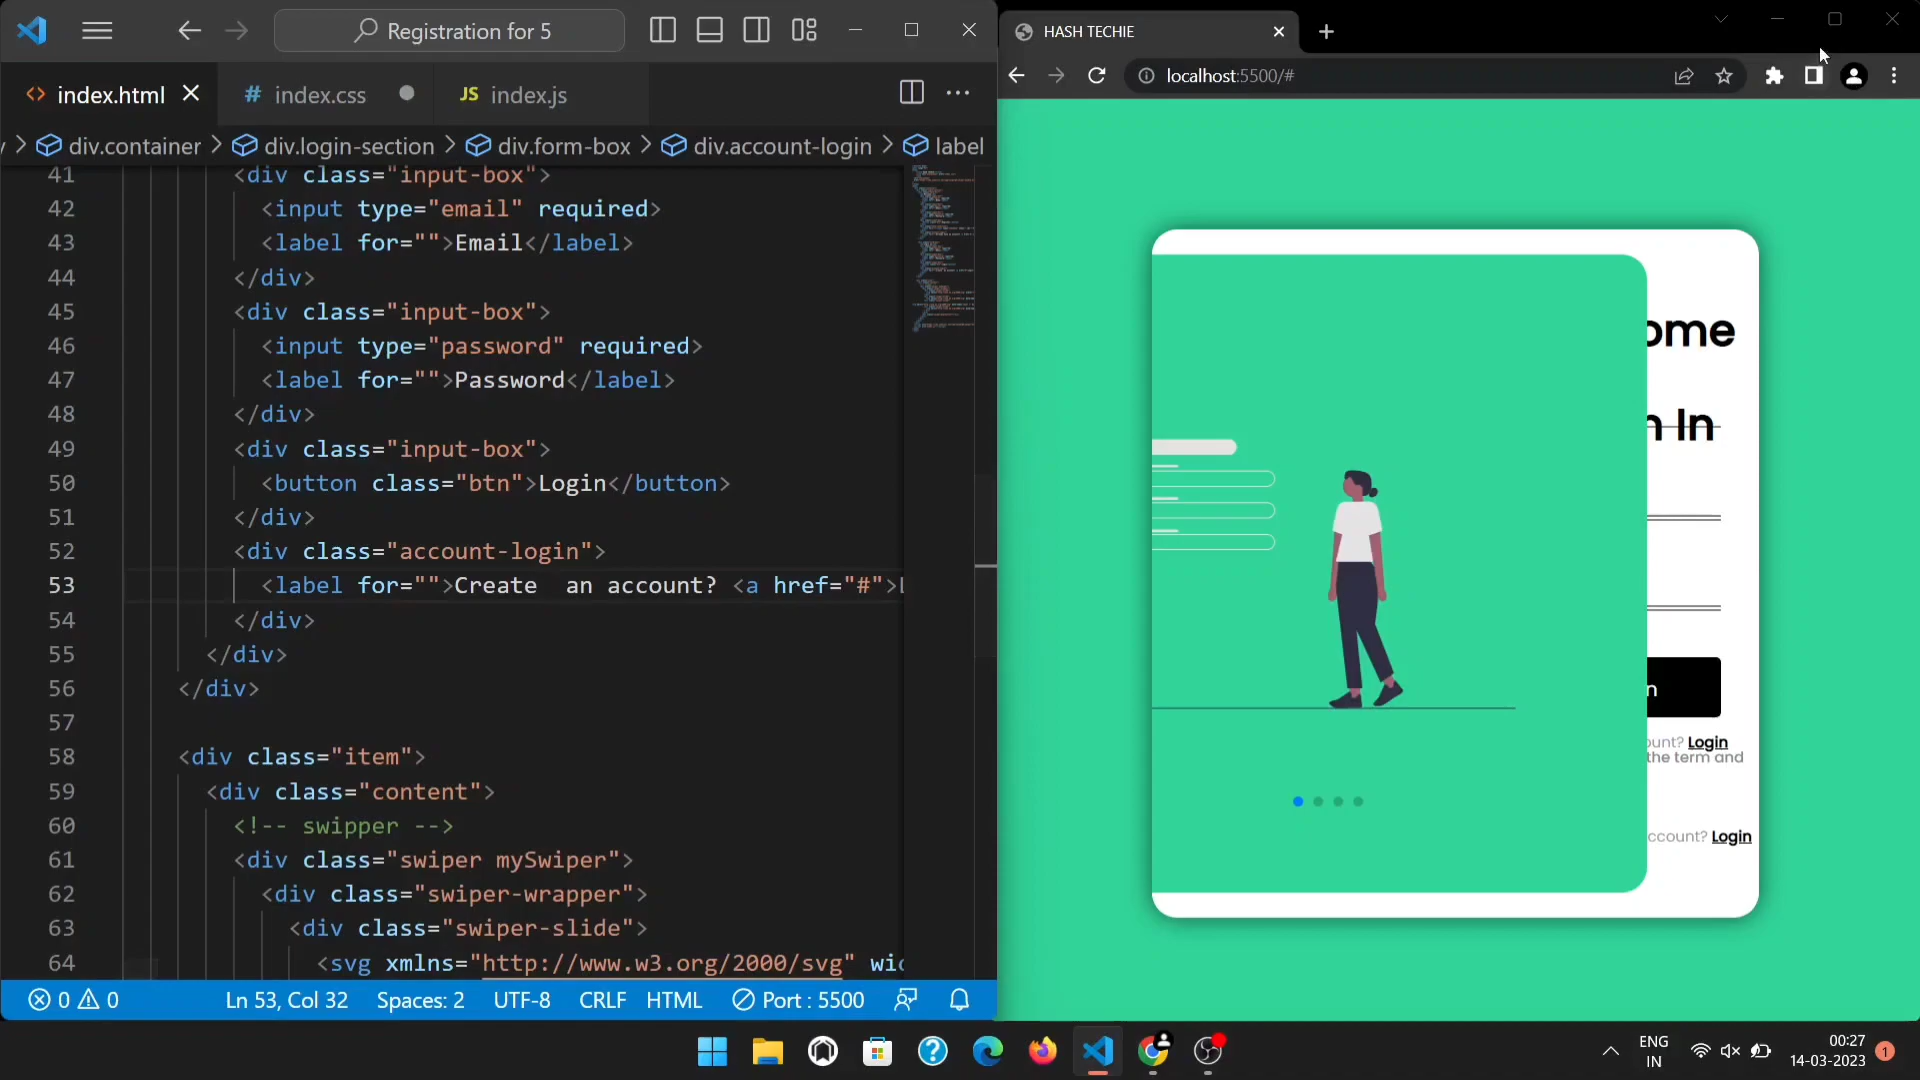 Registration for 5
index.html
# index.css
JS index.js
div.container
div.login-section
div.form-box
div.account-login
label
41 <div class="input-box">
42 <input type="email" required>
43 <label for="">Email</label>
44 </div>
45 <div class="input-box">
46 <input type="password" required>
47 <label for="">Password</label>
48 </div>
49 <div class="input-box">
50 <button class="btn">Login</button>
51 </div>
52 <div class="account-login">
53 <label for="">Create  an account? <a href="#">
54 </div>
55 </div>
56 </div>
57
58 <div class="item">
59 <div class="content">
60 <!-- swipper -->
61 <div class="swiper mySwiper">
62 <div class="swiper-wrapper">
63 <div class="swiper-slide">
64 <svg xmlns="http://www.w3.org/2000/svg" wid
0 0 Ln 53, Col 32 Spaces: 2 UTF-8 CRLF HTML Port : 5500
HASH TECHIE
localhost:5500/#
ome
n In
n
ount? Login
the term and
ccount? Login
ENG
IN
00:27
14-03-2023
1